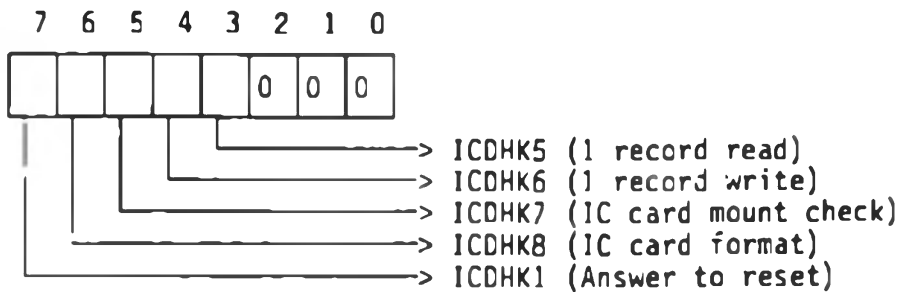 7 6 5 4 3 2 1 0
0 0 0
> ICDHK5 (1 record read)
> ICDHK6 (1 record write)
> ICDHK7 (IC card mount check)
> ICDHK8 (IC card format)
> ICDHK1 (Answer to reset)